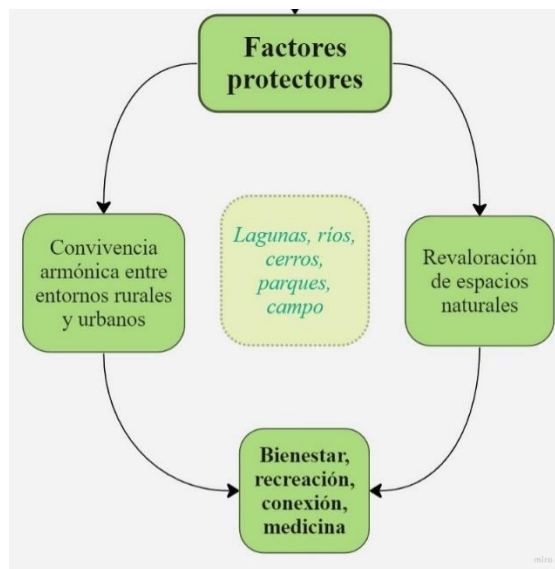 Factores
protectores
Convivencia
armónica entre
entornos rurales
y urbanos
Lagunas, ríos,
cerros,
parques,
campo
Revaloración
de espacios
naturales
Bienestar,
recreación,
conexión,
medicina
miro